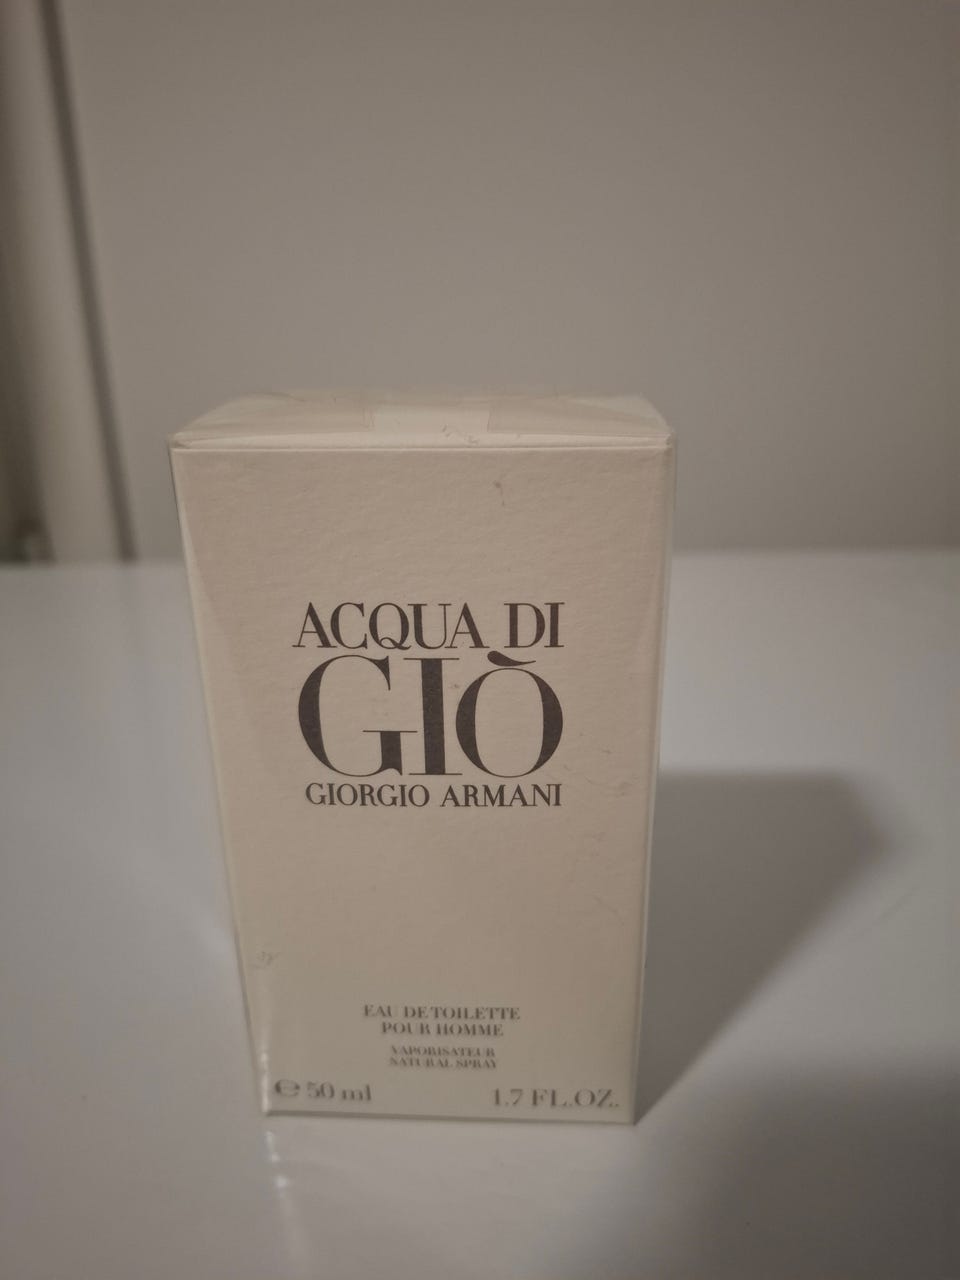 ACQUA DI
GIÒ
GIORGIO ARMANI
EAU DE TOILETTE
POUR HOMME
VAPORISATEUR
NATURAL SPRAY
℮ 50 ml 1.7 FL.OZ.